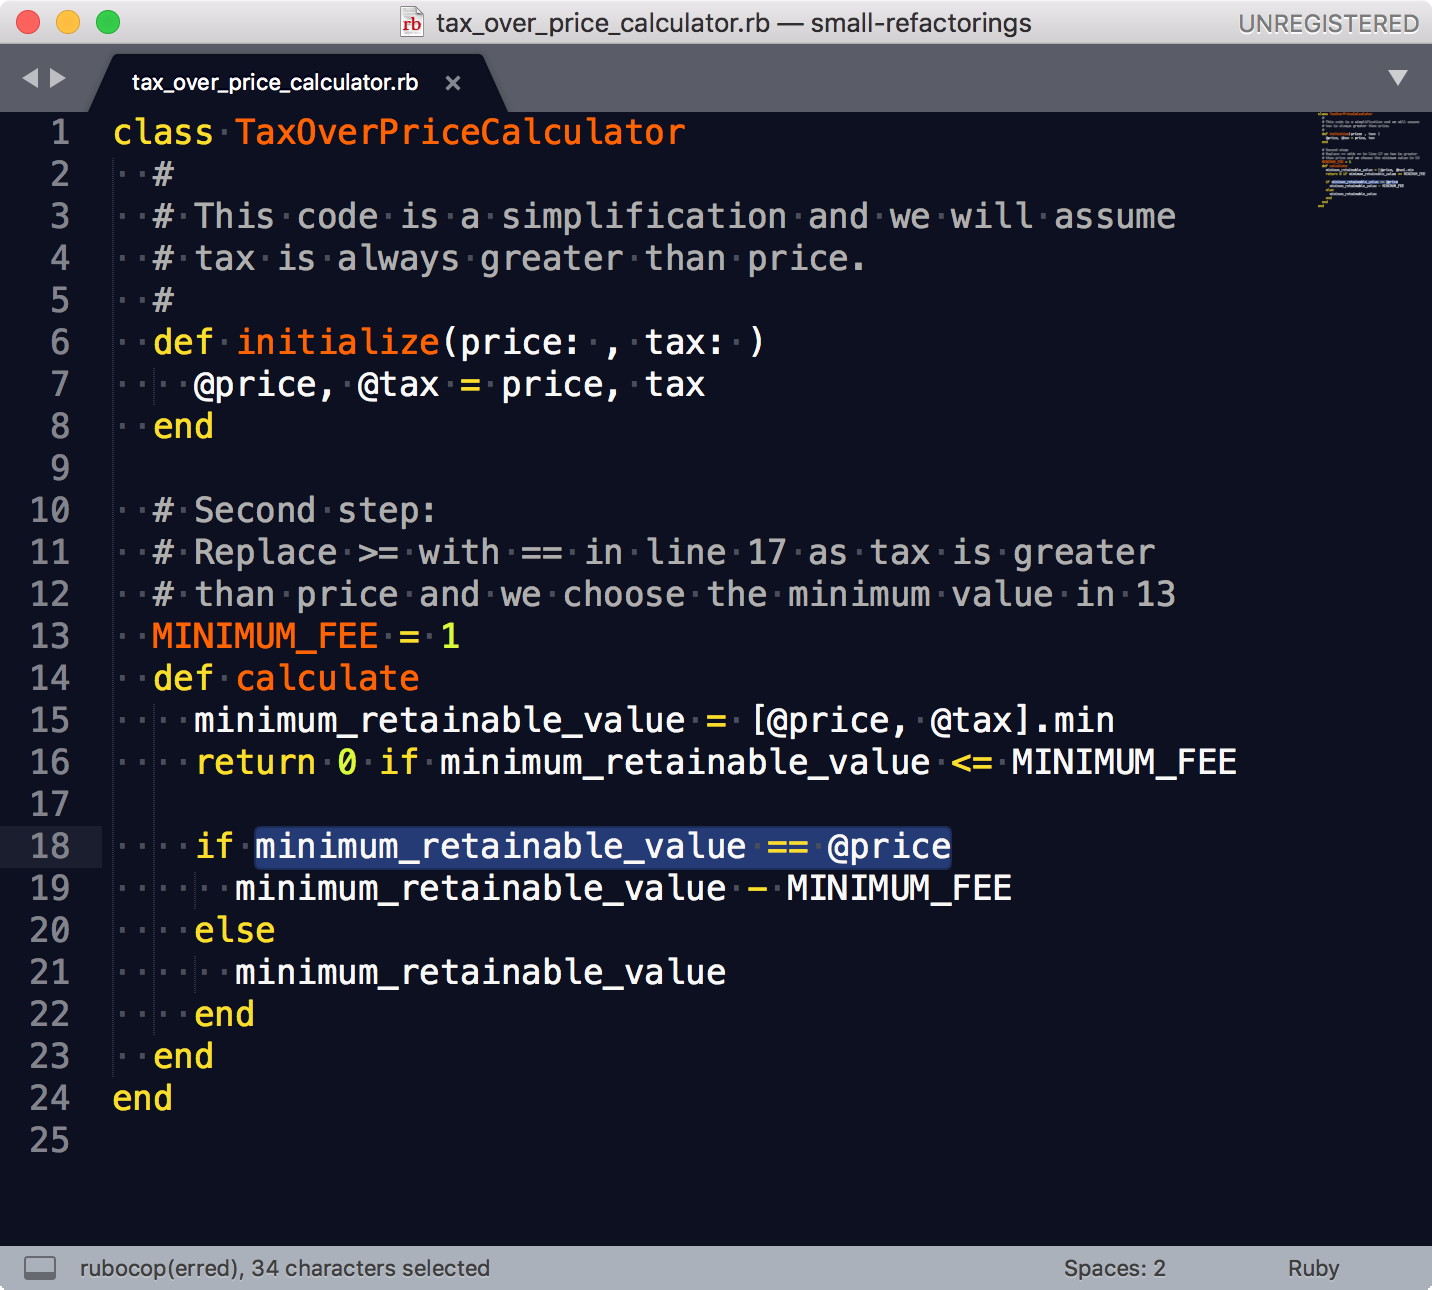 rb tax_over_price_calculator.rb — small-refactorings UNREGISTERED
tax_over_price_calculator.rb ×
1 class TaxOverPriceCalculator
2   #
3   # This code is a simplification and we will assume
4   # tax is always greater than price.
5   #
6   def initialize(price: , tax: )
7     @price, @tax = price, tax
8   end
9
10   # Second step:
11   # Replace >= with == in line 17 as tax is greater
12   # than price and we choose the minimum value in 13
13   MINIMUM_FEE = 1
14   def calculate
15     minimum_retainable_value = [@price, @tax].min
16     return 0 if minimum_retainable_value <= MINIMUM_FEE
17
18     if minimum_retainable_value == @price
19       minimum_retainable_value - MINIMUM_FEE
20     else
21       minimum_retainable_value
22     end
23   end
24 end
25
rubocop(erred), 34 characters selected Spaces: 2 Ruby